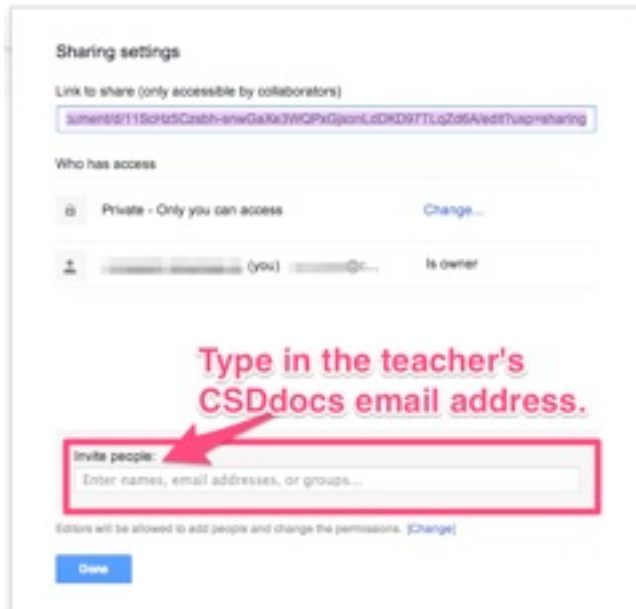 Sharing settings
Link to share (only accessible by collaborators)
Who has access
Private - Only you can access Change...
(you) Is owner
Type in the teacher's
CSDdocs email address.
Invite people:
Enter names, email addresses, or groups...
Editors will be allowed to add people and change the permissions. [Change]
Done